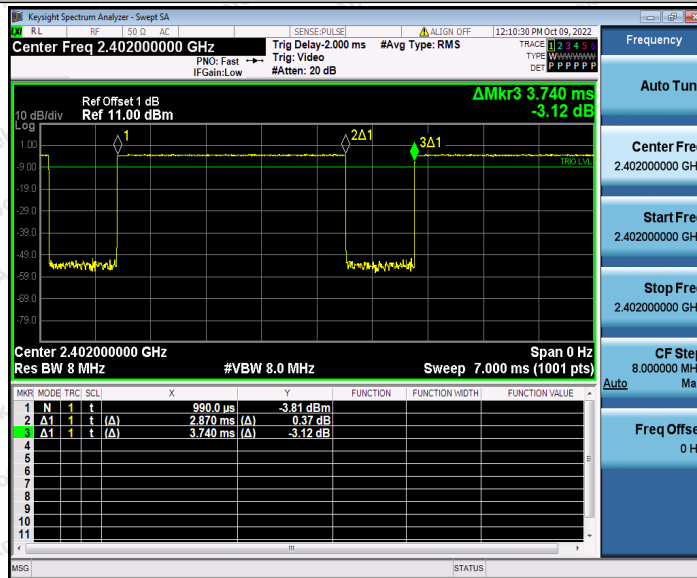 Keysight Spectrum Analyzer - Swept SA
RL RF 50 Ω AC SENSE:PULSE ALIGN OFF 12:10:30 PM Oct 09, 2022
Center Freq 2.402000000 GHz
PNO: Fast
IFGain:Low
Trig Delay-2.000 ms
Trig: Video
#Atten: 20 dB
#Avg Type: RMS
TRACE 1 2 3 4 5 6
TYPE WWWWWW
DET P P P P P P
ΔMkr3 3.740 ms
-3.12 dB
Ref Offset 1 dB
10 dB/div Ref 11.00 dBm
Log
1.00
-9.00
-19.0
-29.0
-39.0
-49.0
-59.0
-69.0
-79.0
1
2Δ1
3Δ1
TRIG LVL
Center 2.402000000 GHz Span 0 Hz
Res BW 8 MHz #VBW 8.0 MHz Sweep 7.000 ms (1001 pts)
MKR MODE TRC SCL X Y FUNCTION FUNCTION WIDTH FUNCTION VALUE
1 N 1 t 990.0 µs -3.81 dBm
2 Δ1 1 t (Δ) 2.870 ms (Δ) 0.37 dB
3 Δ1 1 t (Δ) 3.740 ms (Δ) -3.12 dB
4
5
6
7
8
9
10
11
MSG STATUS
Frequency
Auto Tun
Center Fre
2.402000000 GH
Start Fre
2.402000000 GH
Stop Fre
2.402000000 GH
CF Step
8.000000 MH
Auto Ma
Freq Offse
0 H